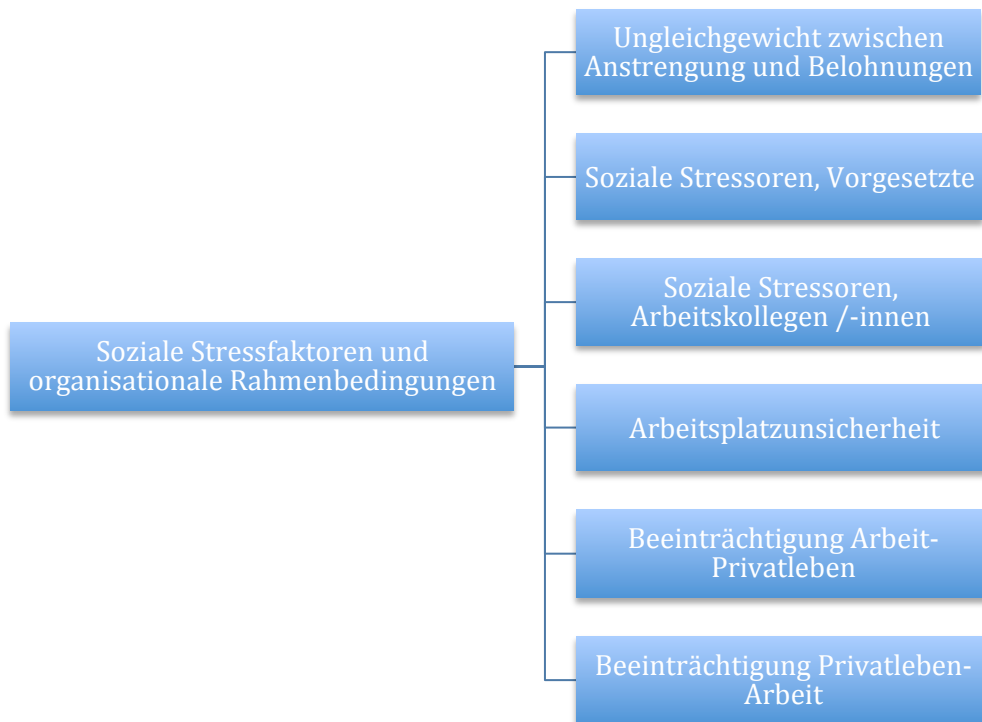 Ungleichgewicht zwischen
Anstrengung und Belohnungen
Soziale Stressoren, Vorgesetzte
Soziale Stressoren,
Arbeitskollegen /-innen
Soziale Stressfaktoren und
organisationale Rahmenbedingungen
Arbeitsplatzunsicherheit
Beeinträchtigung Arbeit-
Privatleben
Beeinträchtigung Privatleben-
Arbeit